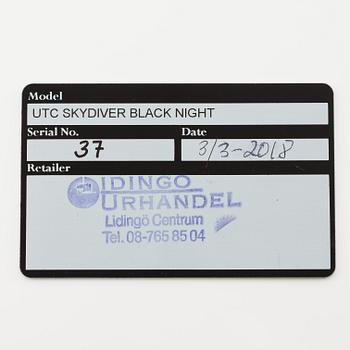 Model
UTC SKYDIVER BLACK NIGHT
Serial No. Date
37 3/3-2018
Retailer
LIDINGÖ
URHANDEL
Lidingö Centrum
Tel. 08-765 85 04